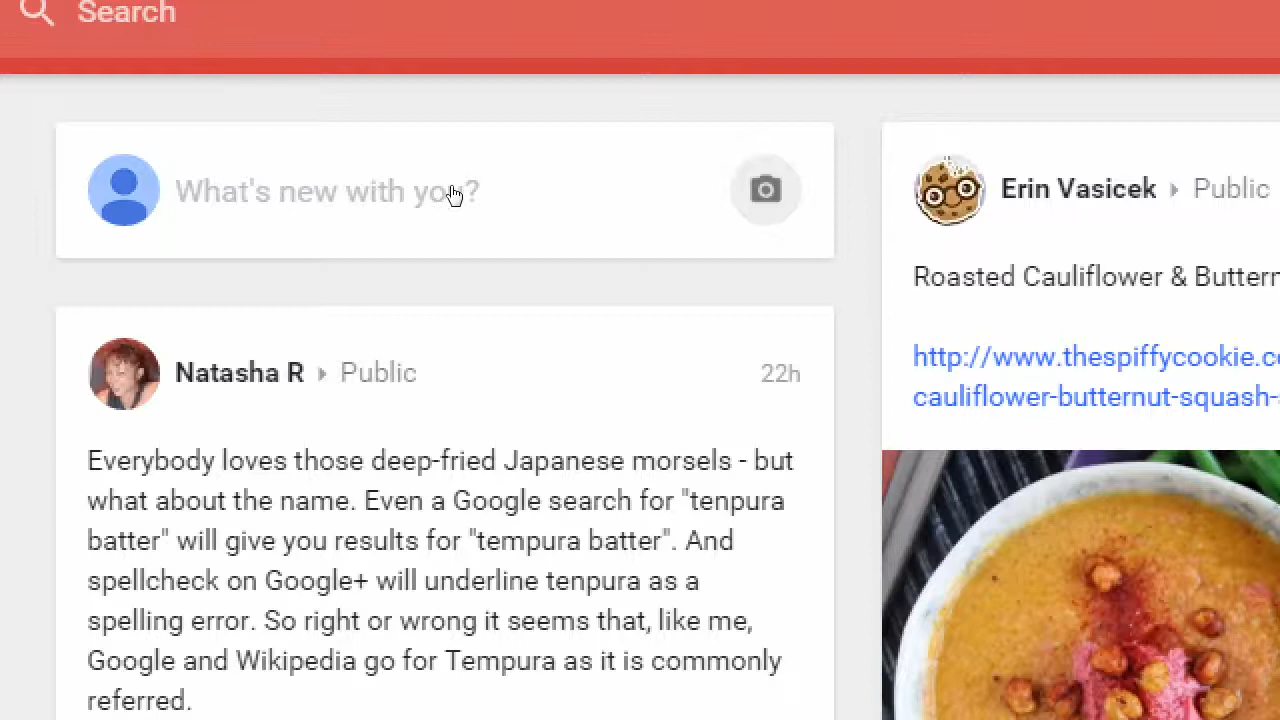 Search
What's new with you?
Natasha R Public 22h
Everybody loves those deep-fried Japanese morsels - but
what about the name. Even a Google search for "tenpura
batter" will give you results for "tempura batter". And
spellcheck on Google+ will underline tenpura as a
spelling error. So right or wrong it seems that, like me,
Google and Wikipedia go for Tempura as it is commonly
referred.
Erin Vasicek Public
Roasted Cauliflower & Buttern
http://www.thespiffycookie.co
cauliflower-butternut-squash-